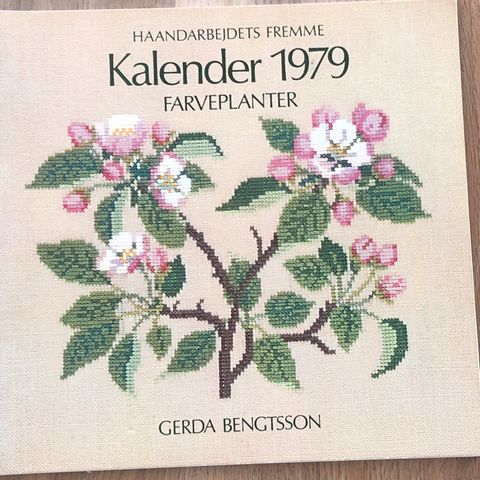 HAANDARBEJDETS FREMME
Kalender 1979
FARVEPLANTER
GERDA BENGTSSON